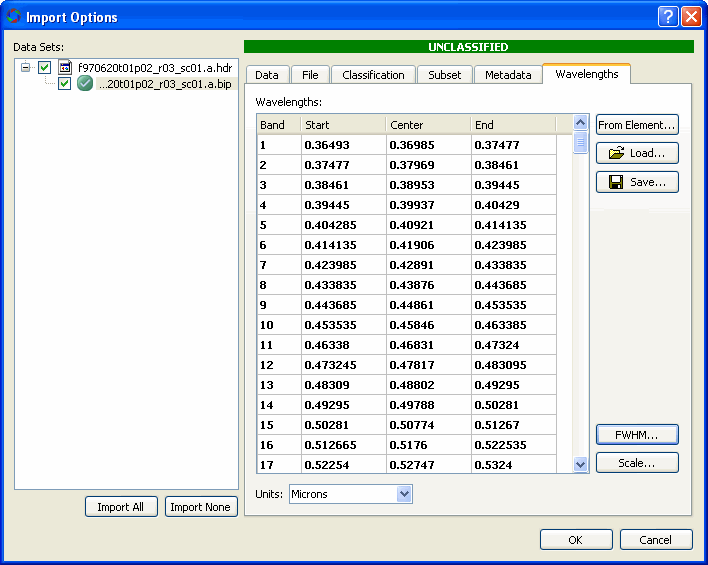 Import Options
Data Sets:
f970620t01p02_r03_sc01.a.hdr
...20t01p02_r03_sc01.a.bip
Import All Import None
UNCLASSIFIED
Data File Classification Subset Metadata Wavelengths
Wavelengths:
Band Start Center End
1 0.36493 0.36985 0.37477
2 0.37477 0.37969 0.38461
3 0.38461 0.38953 0.39445
4 0.39445 0.39937 0.40429
5 0.404285 0.40921 0.414135
6 0.414135 0.41906 0.423985
7 0.423985 0.42891 0.433835
8 0.433835 0.43876 0.443685
9 0.443685 0.44861 0.453535
10 0.453535 0.45846 0.463385
11 0.46338 0.46831 0.47324
12 0.473245 0.47817 0.483095
13 0.48309 0.48802 0.49295
14 0.49295 0.49788 0.50281
15 0.50281 0.50774 0.51267
16 0.512665 0.5176 0.522535
17 0.52254 0.52747 0.5324
From Element...
Load...
Save...
FWHM...
Scale...
Units: Microns
OK Cancel